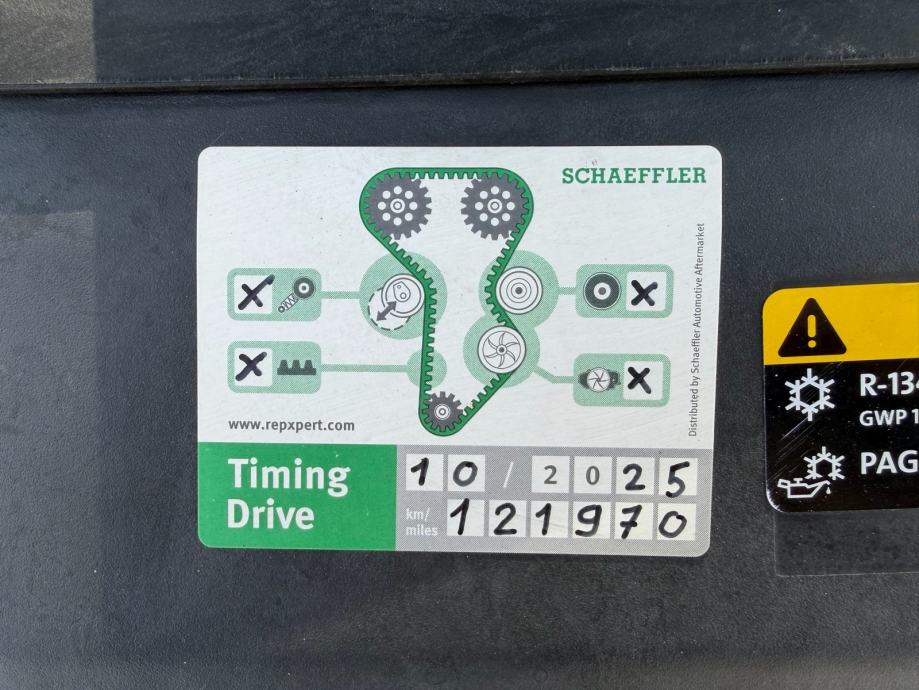 SCHAEFFLER
X
X
X
X
Distributed by Schaeffler Automotive Aftermarket
www.repxpert.com
Timing
Drive
10 / 2025
km/
miles
121970
R-134
GWP 1
PAG